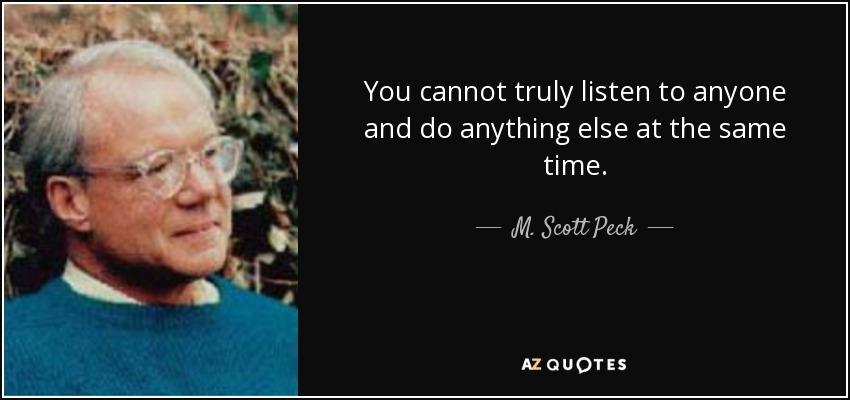 You cannot truly listen to anyone
and do anything else at the same
time.
M. Scott Peck
AZ QUOTES